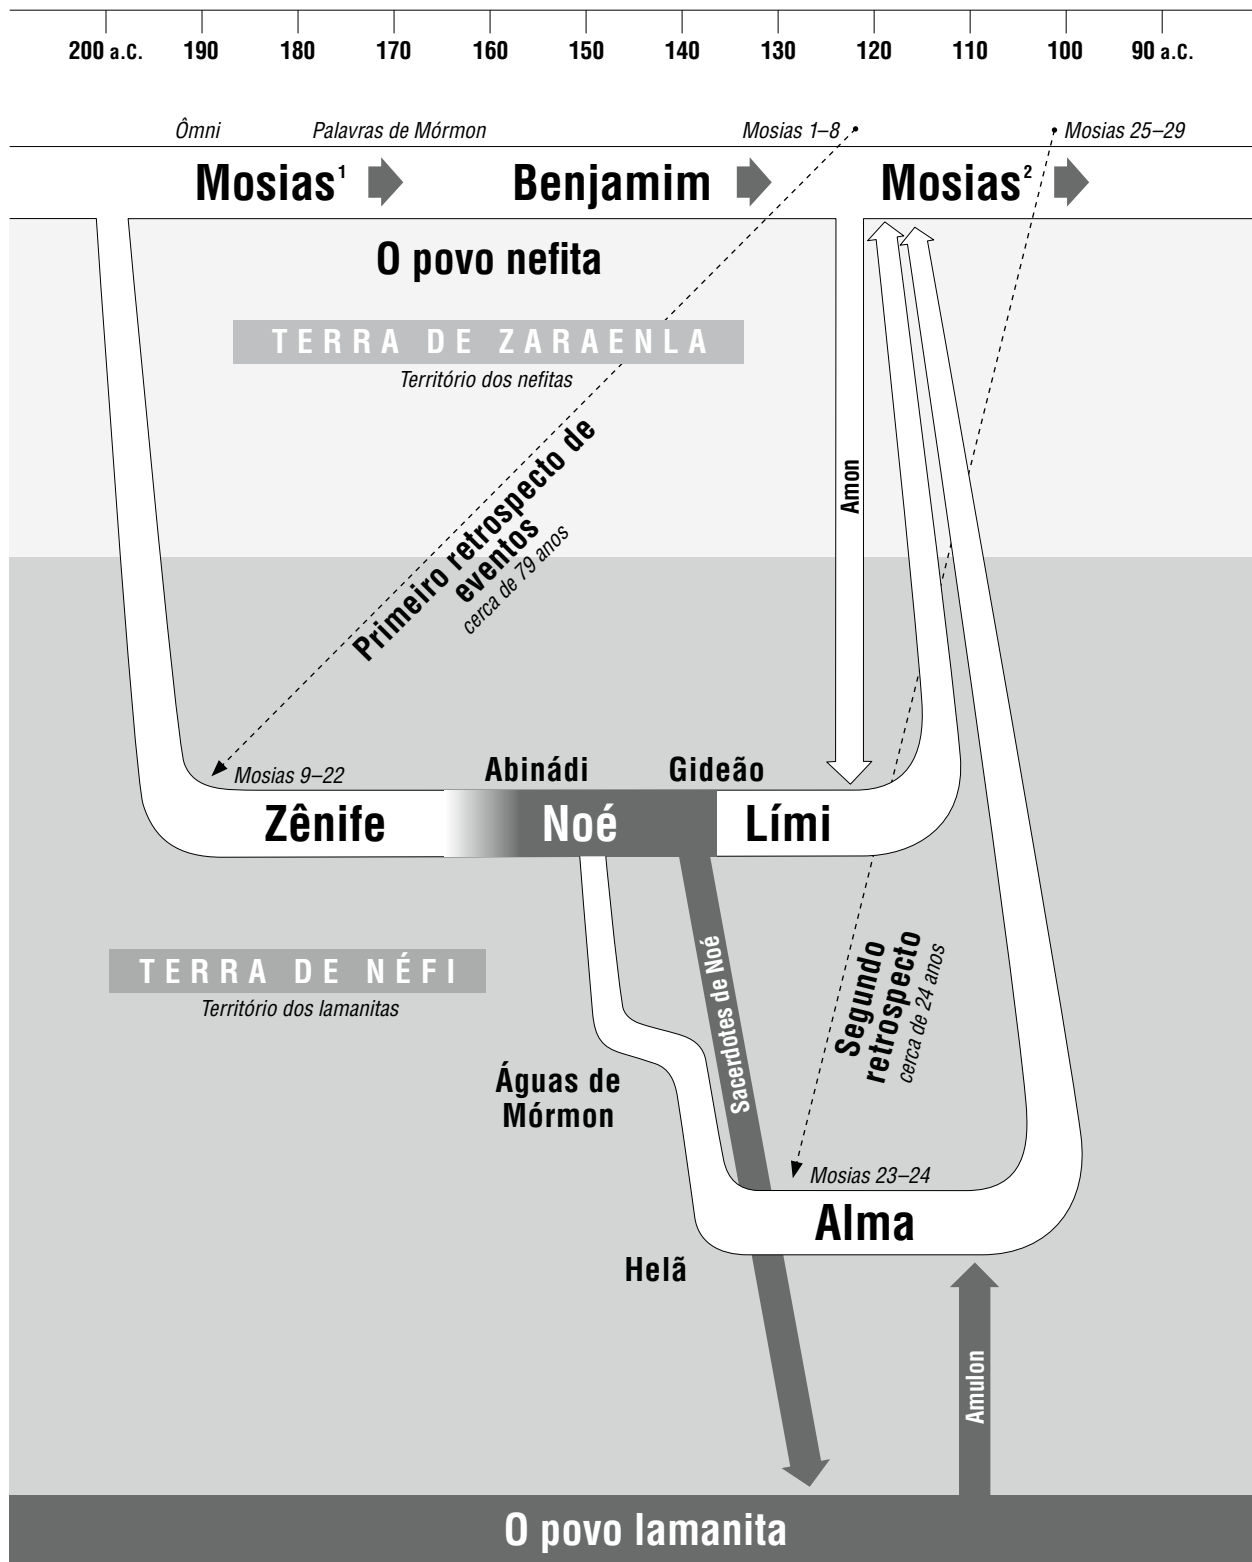 200 a.C. 190 180 170 160 150 140 130 120 110 100 90 a.C.
Ômni Palavras de Mórmon Mosias 1–8 Mosias 25–29
Mosias¹ Benjamim Mosias²
O povo nefita
TERRA DE ZARAENLA
Território dos nefitas
Primeiro retrospecto de
eventos
cerca de 79 anos
Amon
Mosias 9–22
Abinádi Gideão
Zênife Noé Lími
TERRA DE NÉFI
Território dos lamanitas
Sacerdotes de Noé
Segundo
retrospecto
cerca de 24 anos
Águas de
Mórmon
Mosias 23–24
Alma
Helã
Amulon
O povo lamanita